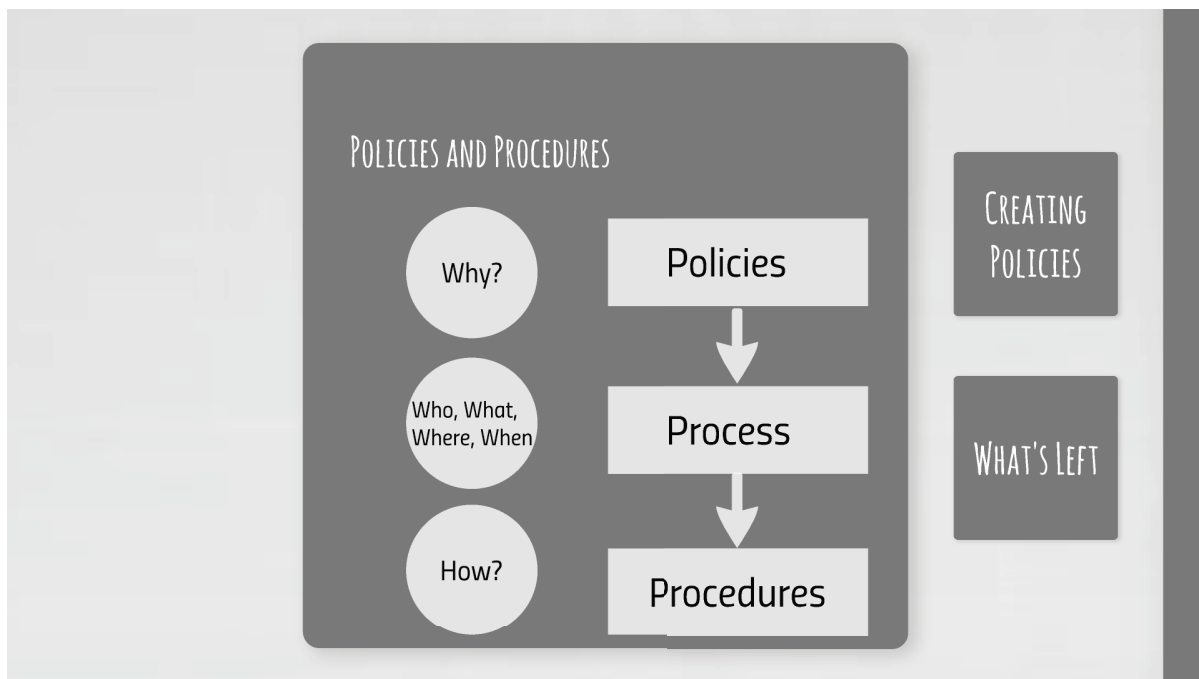 Policies and Procedures
Why?
Policies
Who, What,
Where, When
Process
How?
Procedures
Creating
Policies
What's Left